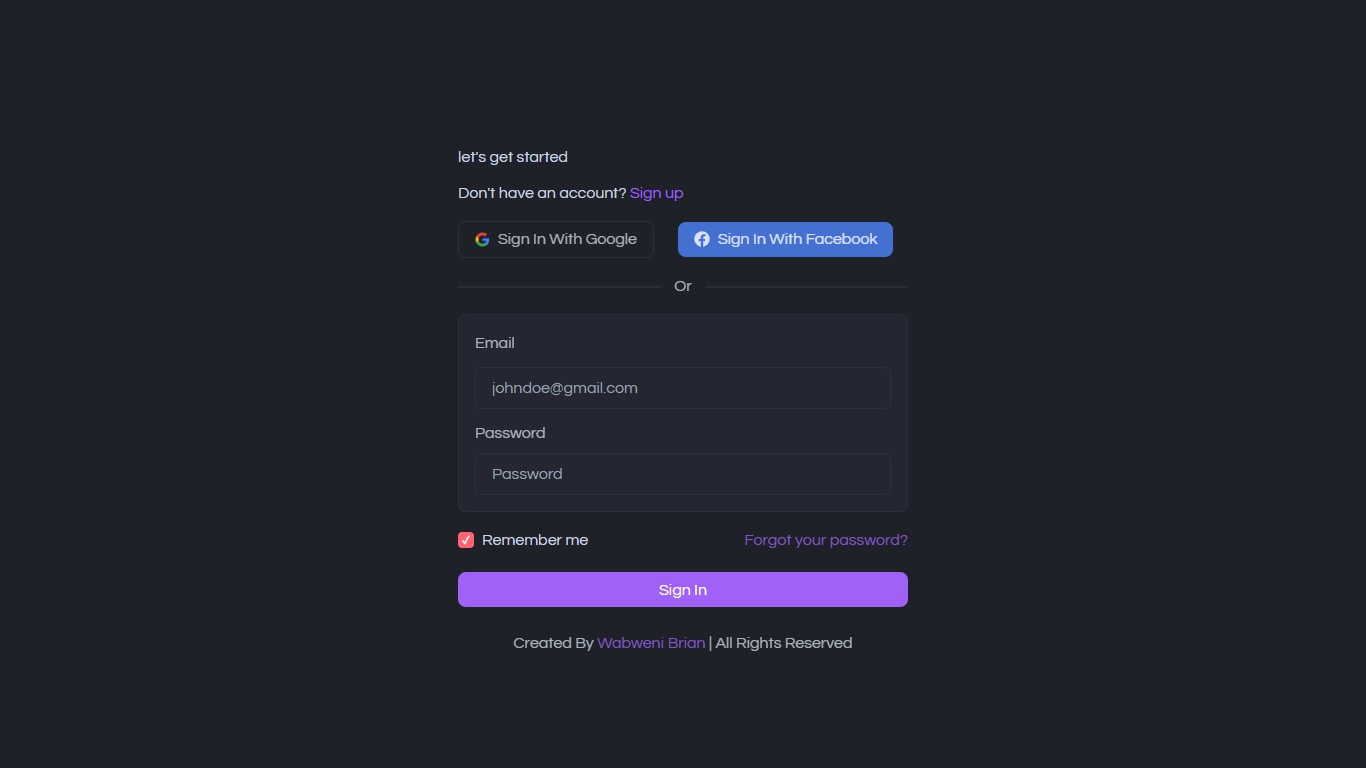 let's get started
Don't have an account? Sign up
Sign In With Google
Sign In With Facebook
Or
Email
johndoe@gmail.com
Password
Password
Remember me
Forgot your password?
Sign In
Created By Wabweni Brian | All Rights Reserved